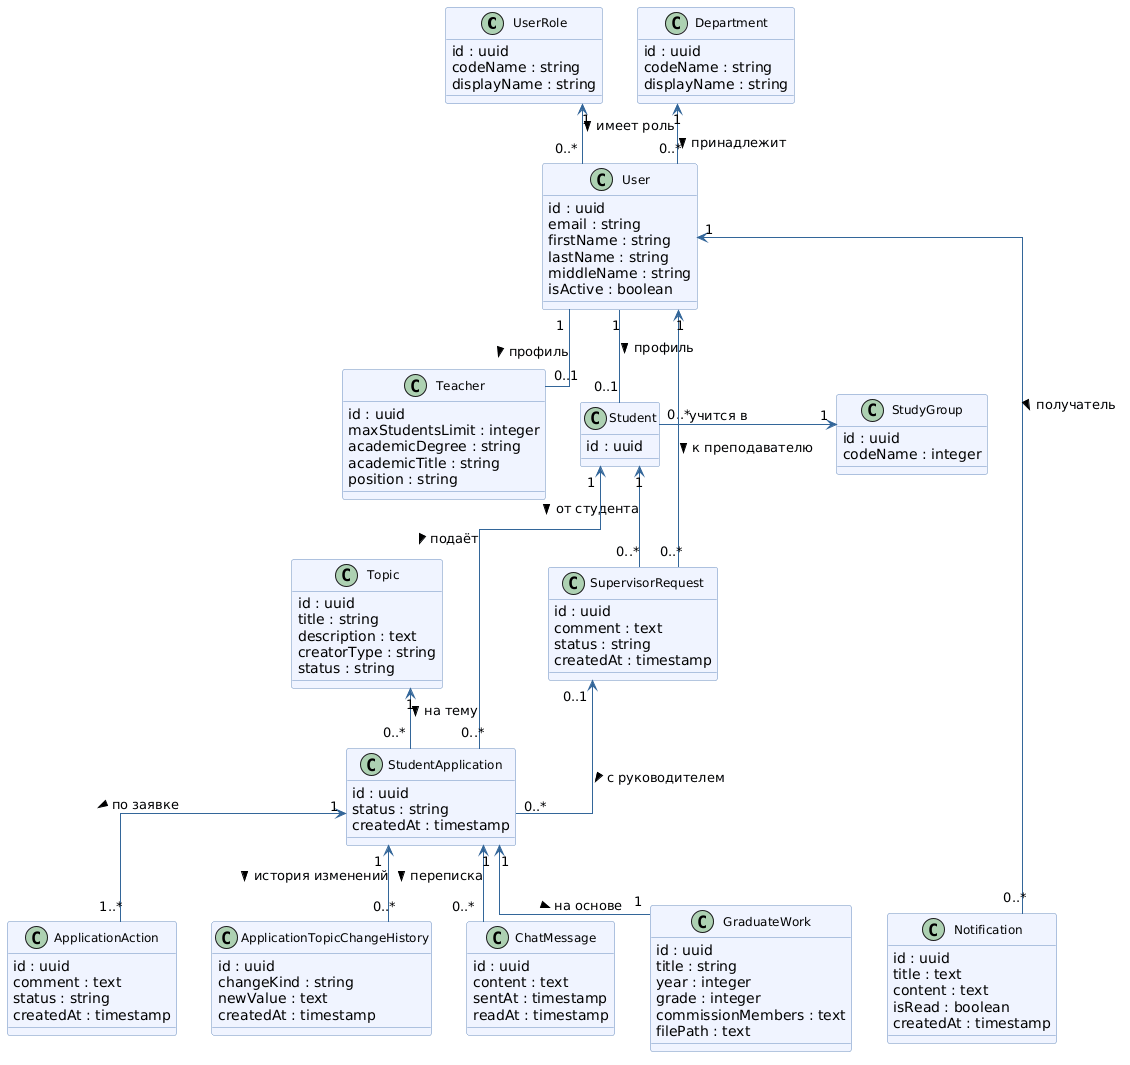 C UserRole
id : uuid
codeName : string
displayName : string
C Department
id : uuid
codeName : string
displayName : string
1
имеет роль
0..*
1
принадлежит
0..*
C User
id : uuid
email : string
firstName : string
lastName : string
middleName : string
isActive : boolean
1
1
профиль
0..1
1
профиль
0..1
1
к преподавателю
0..*
получатель
0..*
C Teacher
id : uuid
maxStudentsLimit : integer
academicDegree : string
academicTitle : string
position : string
C Student
id : uuid
0..*
учится в
1
C StudyGroup
id : uuid
codeName : integer
1
подаёт
0..*
1
от студента
0..*
C Topic
id : uuid
title : string
description : text
creatorType : string
status : string
C SupervisorRequest
id : uuid
comment : text
status : string
createdAt : timestamp
1
на тему
0..*
0..1
с руководителем
0..*
C StudentApplication
id : uuid
status : string
createdAt : timestamp
по заявке
1
1..*
1
история изменений
0..*
1
переписка
0..*
1
на основе
1
C ApplicationAction
id : uuid
comment : text
status : string
createdAt : timestamp
C ApplicationTopicChangeHistory
id : uuid
changeKind : string
newValue : text
createdAt : timestamp
C ChatMessage
id : uuid
content : text
sentAt : timestamp
readAt : timestamp
C GraduateWork
id : uuid
title : string
year : integer
grade : integer
commissionMembers : text
filePath : text
C Notification
id : uuid
title : text
content : text
isRead : boolean
createdAt : timestamp